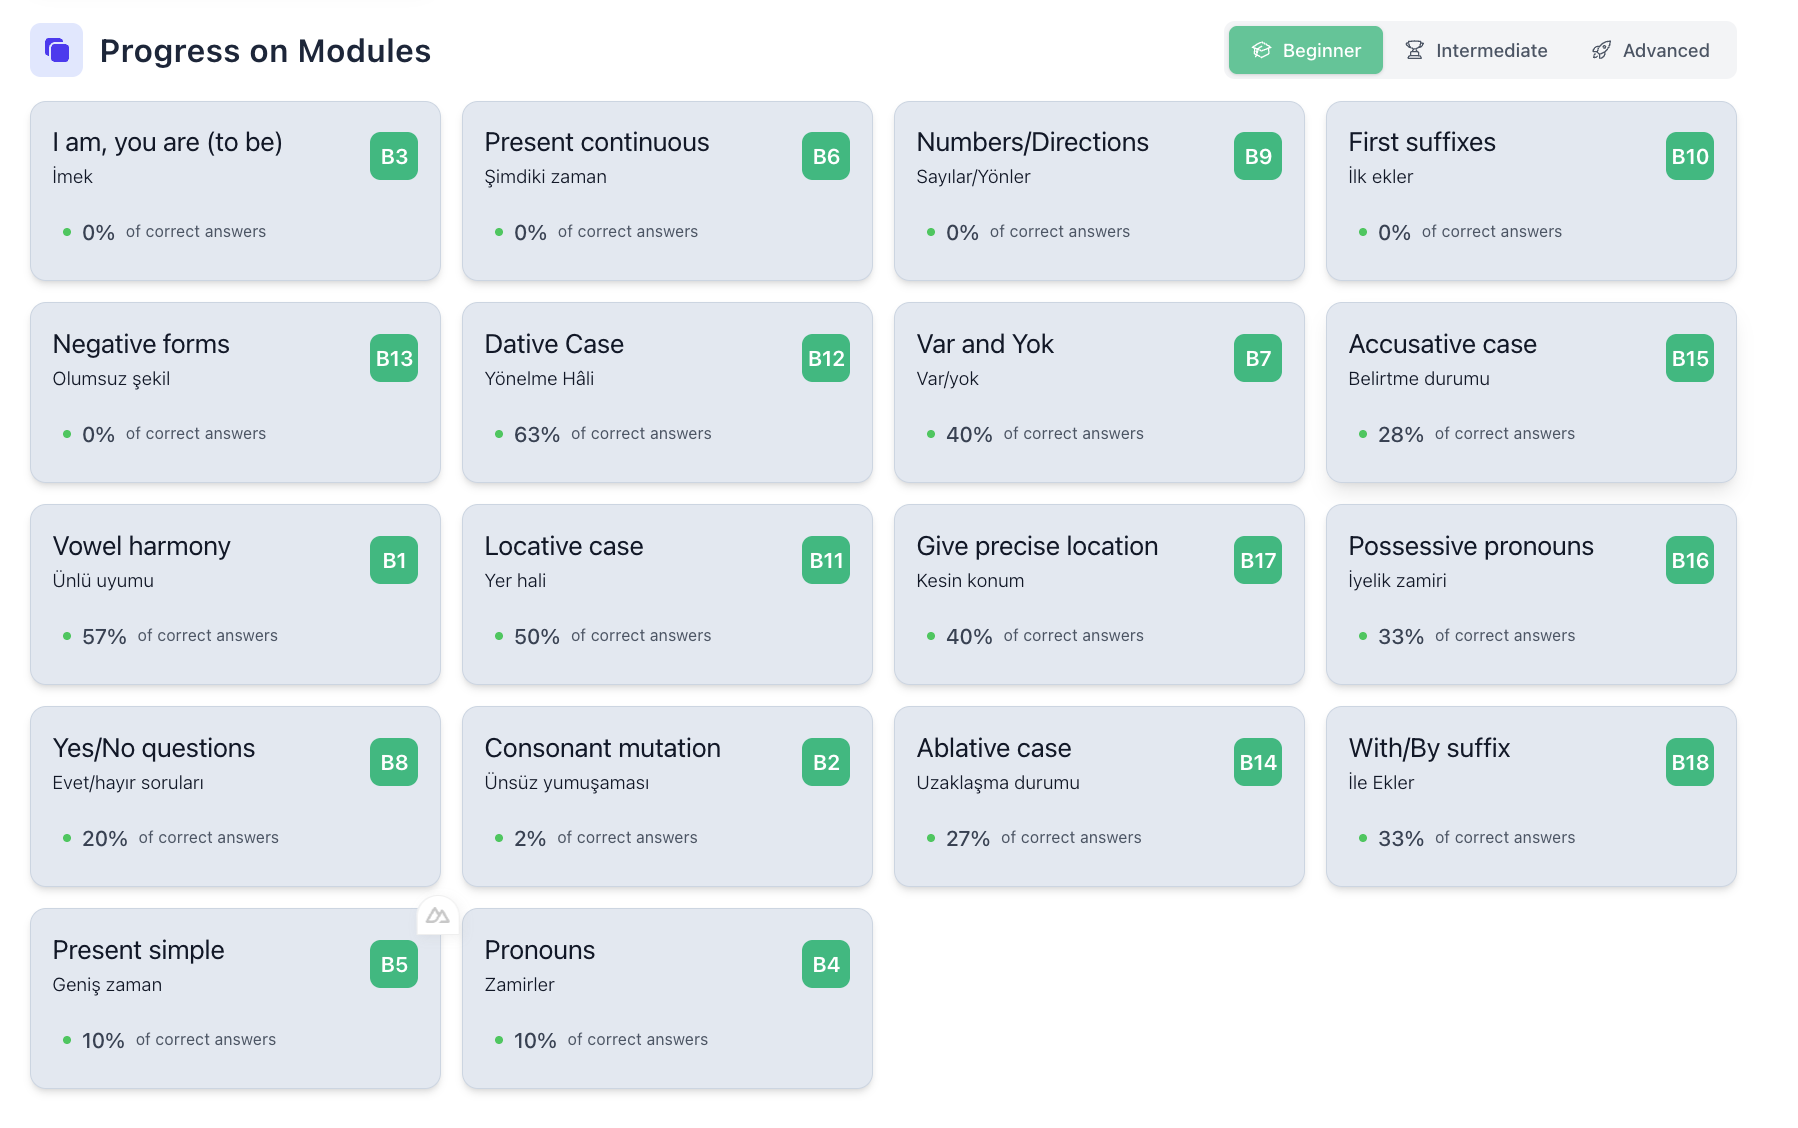 Progress on Modules
Beginner
Intermediate
Advanced
I am, you are (to be)
İmek
B3
0% of correct answers
Present continuous
Şimdiki zaman
B6
0% of correct answers
Numbers/Directions
Sayılar/Yönler
B9
0% of correct answers
First suffixes
İlk ekler
B10
0% of correct answers
Negative forms
Olumsuz şekil
B13
0% of correct answers
Dative Case
Yönelme Hâli
B12
63% of correct answers
Var and Yok
Var/yok
B7
40% of correct answers
Accusative case
Belirtme durumu
B15
28% of correct answers
Vowel harmony
Ünlü uyumu
B1
57% of correct answers
Locative case
Yer hali
B11
50% of correct answers
Give precise location
Kesin konum
B17
40% of correct answers
Possessive pronouns
İyelik zamiri
B16
33% of correct answers
Yes/No questions
Evet/hayır soruları
B8
20% of correct answers
Consonant mutation
Ünsüz yumuşaması
B2
2% of correct answers
Ablative case
Uzaklaşma durumu
B14
27% of correct answers
With/By suffix
İle Ekler
B18
33% of correct answers
Present simple
Geniş zaman
B5
10% of correct answers
Pronouns
Zamirler
B4
10% of correct answers